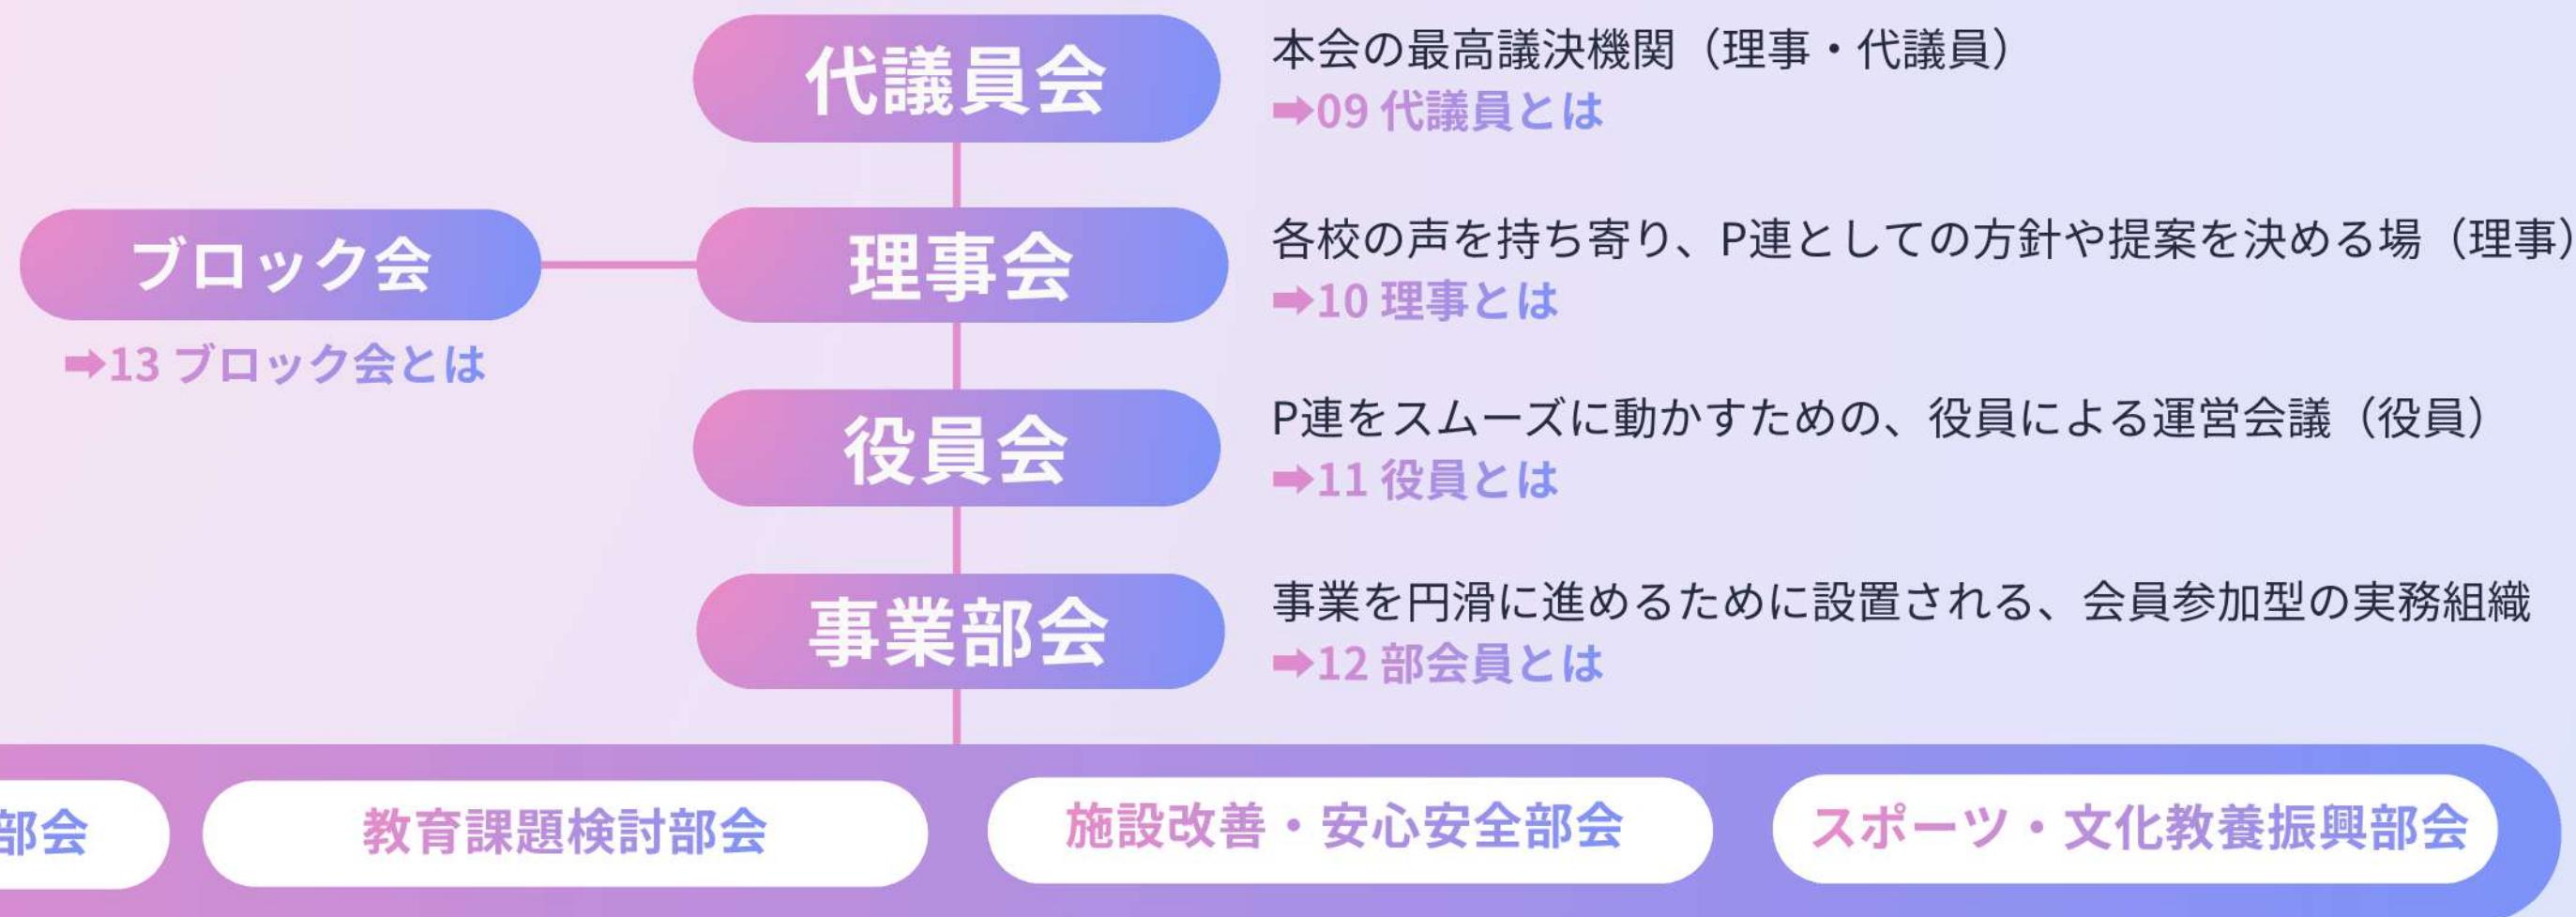 代議員会
本会の最高議決機関（理事・代議員）
➡09 代議員とは
ブロック会
➡13 ブロック会とは
理事会
各校の声を持ち寄り、P連としての方針や提案を決める場（理事）
➡10 理事とは
役員会
P連をスムーズに動かすための、役員による運営会議（役員）
➡11 役員とは
事業部会
事業を円滑に進めるために設置される、会員参加型の実務組織
➡12 部会員とは
部会
教育課題検討部会
施設改善・安心安全部会
スポーツ・文化教養振興部会